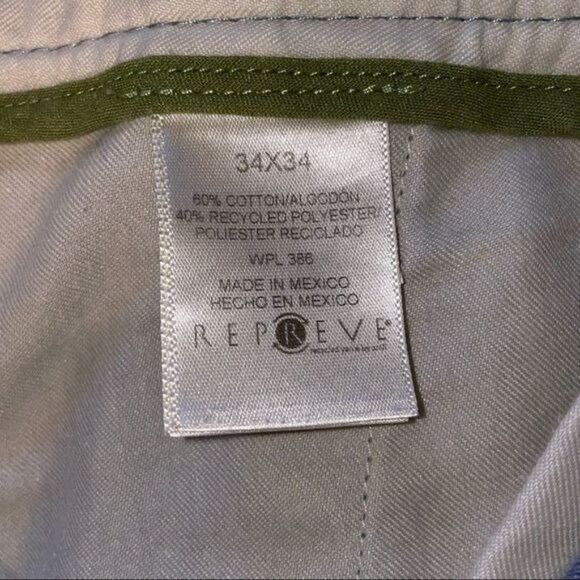 34X34
60% COTTON/ALGODON
40% RECYCLED POLYESTER/
POLIESTER RECICLADO
WPL 386
MADE IN MEXICO
HECHO EN MEXICO
REPREVE®